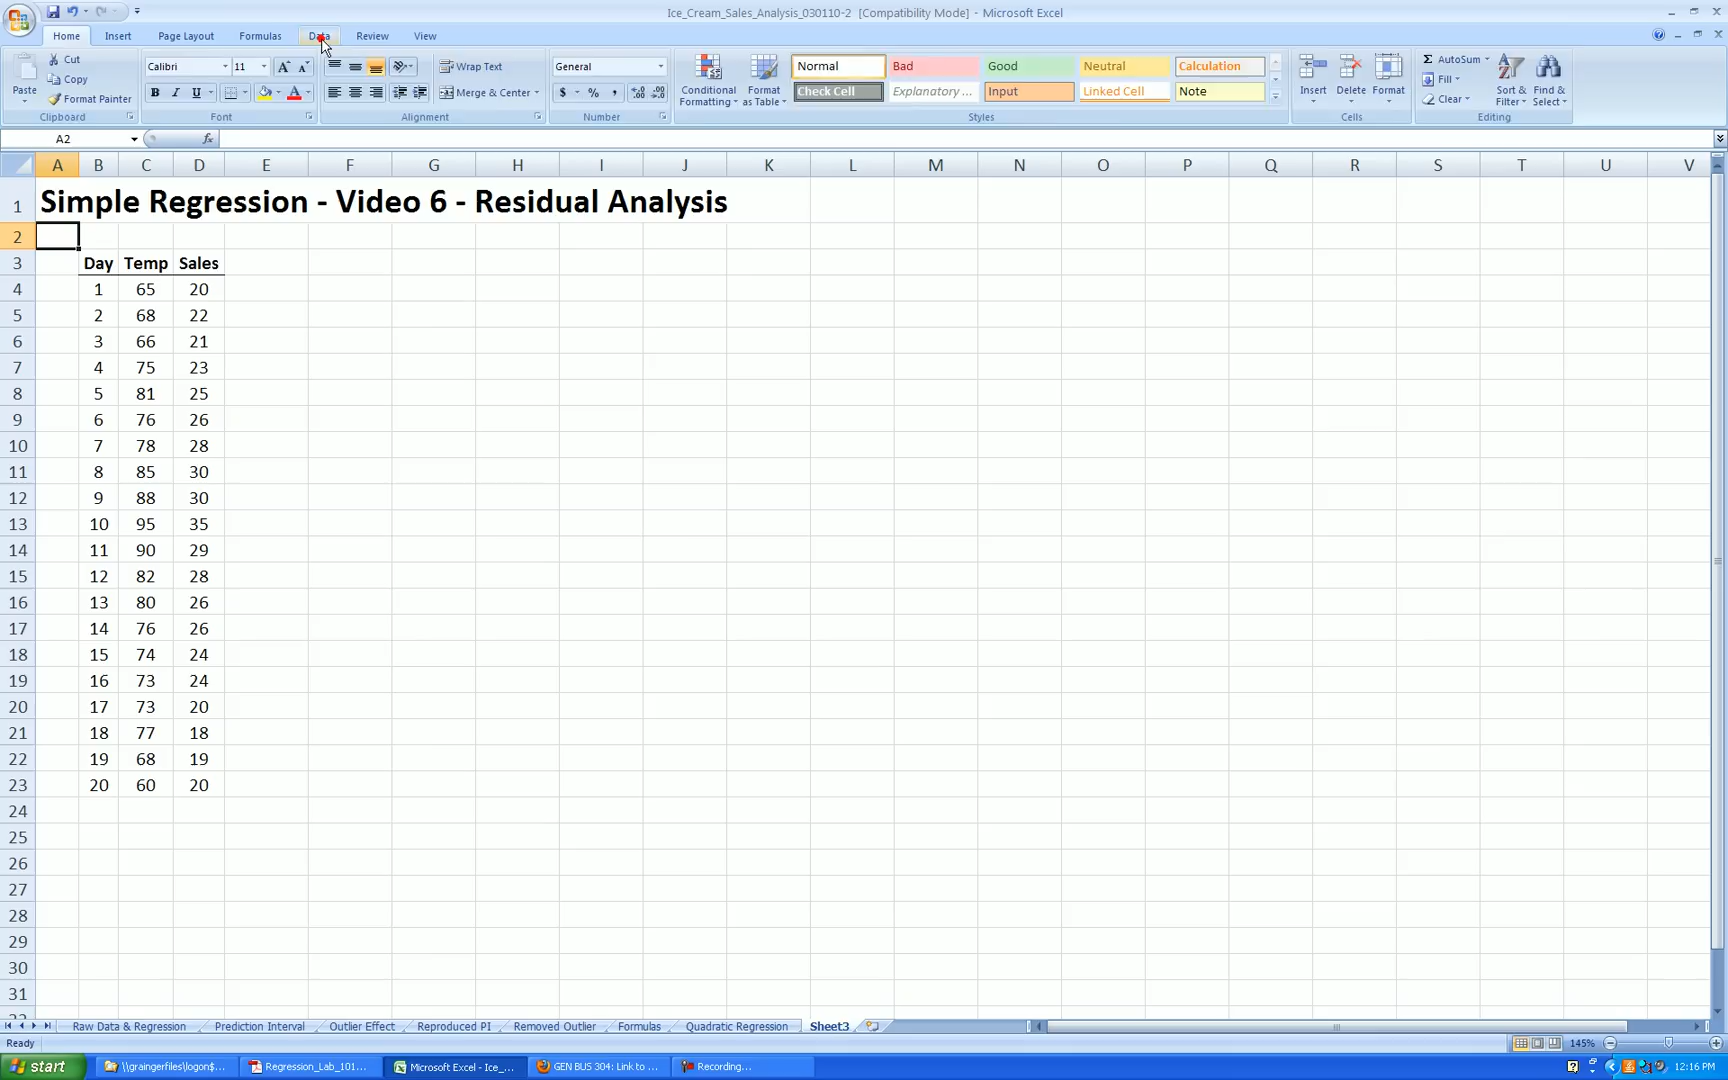 Ice_Cream_Sales_Analysis_030110-2 [Compatibility Mode] - Microsoft Excel
Home Insert Page Layout Formulas Data Review View
Paste Cut Calibri 11 Wrap Text General Conditional Formatting Format as Table Normal Bad Good Neutral Calculation Insert Delete Format Σ AutoSum Sort & Filter Find & Select
Copy Fill
Format Painter B I U A Merge & Center $ % , Check Cell Explanatory ... Input Linked Cell Note Clear
Clipboard Font Alignment Number Styles Cells Editing
A2 fx
A B C D E F G H I J K L M N O P Q R S T U V
1 Simple Regression - Video 6 - Residual Analysis
2
3 Day Temp Sales
4 1 65 20
5 2 68 22
6 3 66 21
7 4 75 23
8 5 81 25
9 6 76 26
10 7 78 28
11 8 85 30
12 9 88 30
13 10 95 35
14 11 90 29
15 12 82 28
16 13 80 26
17 14 76 26
18 15 74 24
19 16 73 24
20 17 73 20
21 18 77 18
22 19 68 19
23 20 60 20
24
25
26
27
28
29
30
31
Raw Data & Regression Prediction Interval Outlier Effect Reproduced PI Removed Outlier Formulas Quadratic Regression Sheet3
Ready 145%
start \\graingerfiles\logon$... Regression_Lab_101... Microsoft Excel - Ice_... GEN BUS 304: Link to ... Recording... 12:16 PM